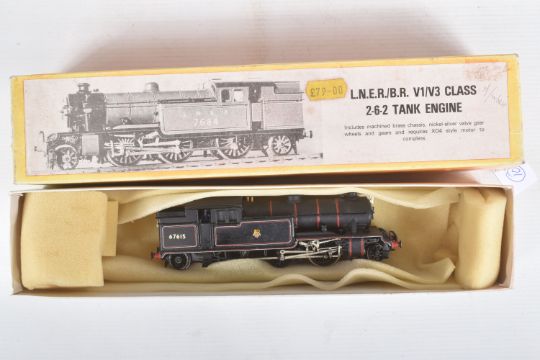 £79-00
L.N.E.R./B.R. V1/V3 CLASS
2-6-2 TANK ENGINE
Includes machined brass chassis, nickel-silver valve gear
wheels and gears and requires XO4 style motor to
complete.
7684
67615